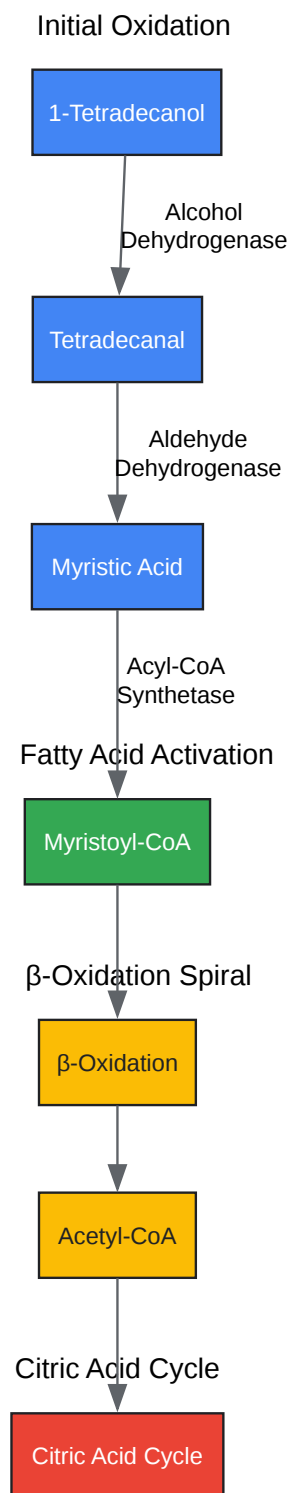 Initial Oxidation
1-Tetradecanol
Alcohol
Dehydrogenase
Tetradecanal
Aldehyde
Dehydrogenase
Myristic Acid
Acyl-CoA
Synthetase
Fatty Acid Activation
Myristoyl-CoA
β-Oxidation Spiral
β-Oxidation
Acetyl-CoA
Citric Acid Cycle
Citric Acid Cycle